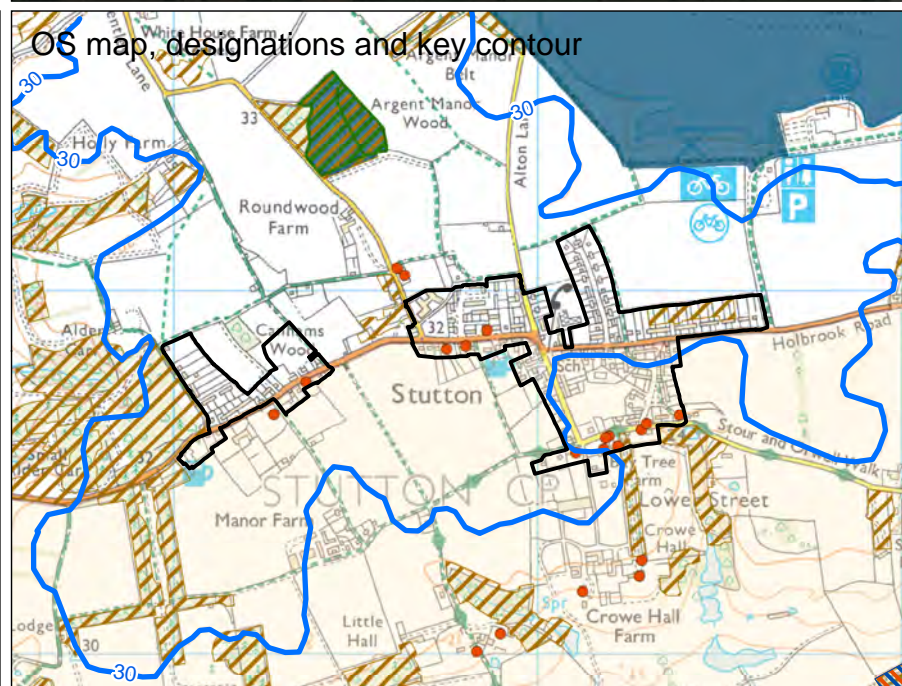 OS map, designations and key contour
White House Farm
Lane
30
Argent Manor
Belt
30
Argent Manor
Wood
33
Alton Lane
Holly Farm
30
Roundwood
Farm
P
32
Holbrook Road
Wood
Sch
Stutton
32
Stour and Orwell Walk
Tree
Farm
STUTTON C
Lower Street
Manor Farm
Crowe
Hall
Spr
Crowe Hall
Farm
Little
Hall
Lodge
30
30